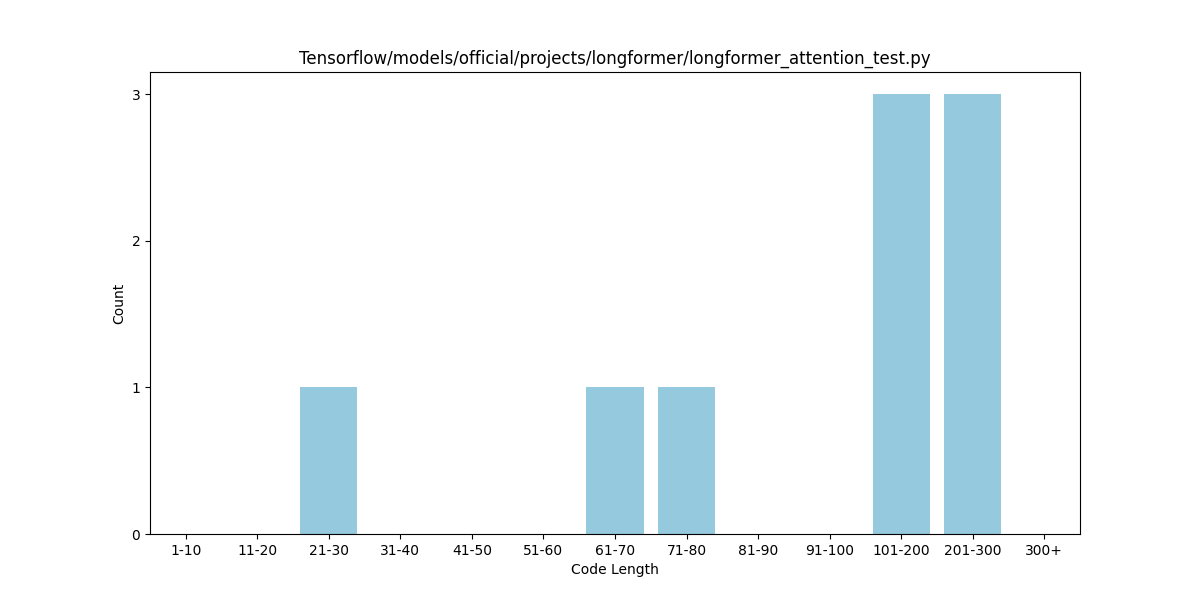 Tensorflow/models/official/projects/longformer/longformer_attention_test.py
3
2
1
0
Count
1-10 11-20 21-30 31-40 41-50 51-60 61-70 71-80 81-90 91-100 101-200 201-300 300+
Code Length